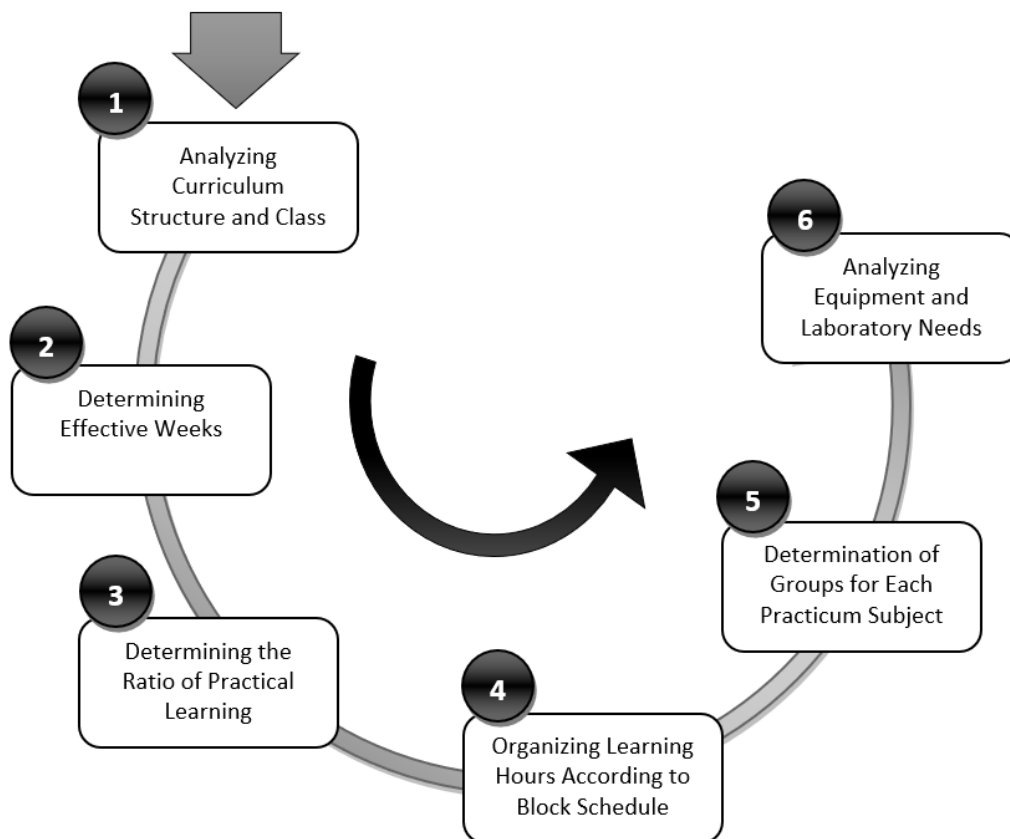 1
Analyzing
Curriculum
Structure and Class
2
Determining
Effective Weeks
3
Determining the
Ratio of Practical
Learning
4
Organizing Learning
Hours According to
Block Schedule
5
Determination of
Groups for Each
Practicum Subject
6
Analyzing
Equipment and
Laboratory Needs